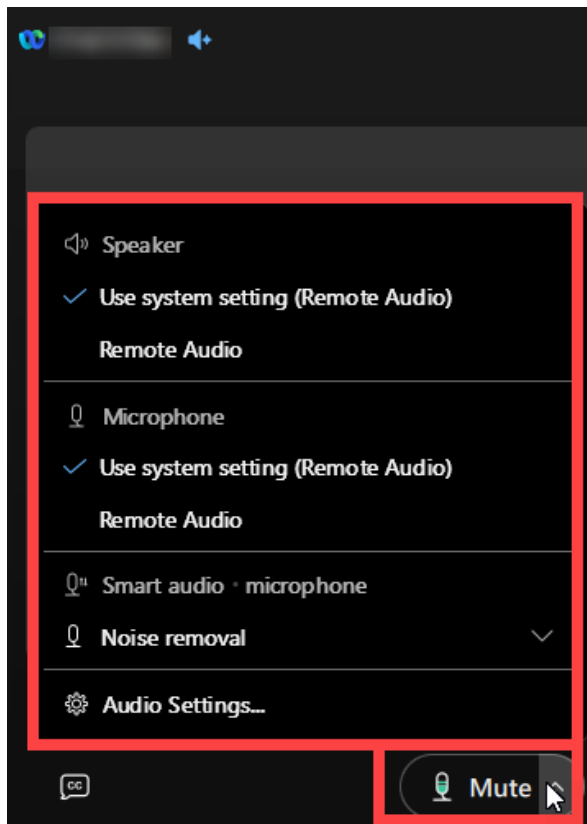 Speaker
Use system setting (Remote Audio)
Remote Audio
Microphone
Use system setting (Remote Audio)
Remote Audio
Smart audio · microphone
Noise removal
Audio Settings...
CC
Mute